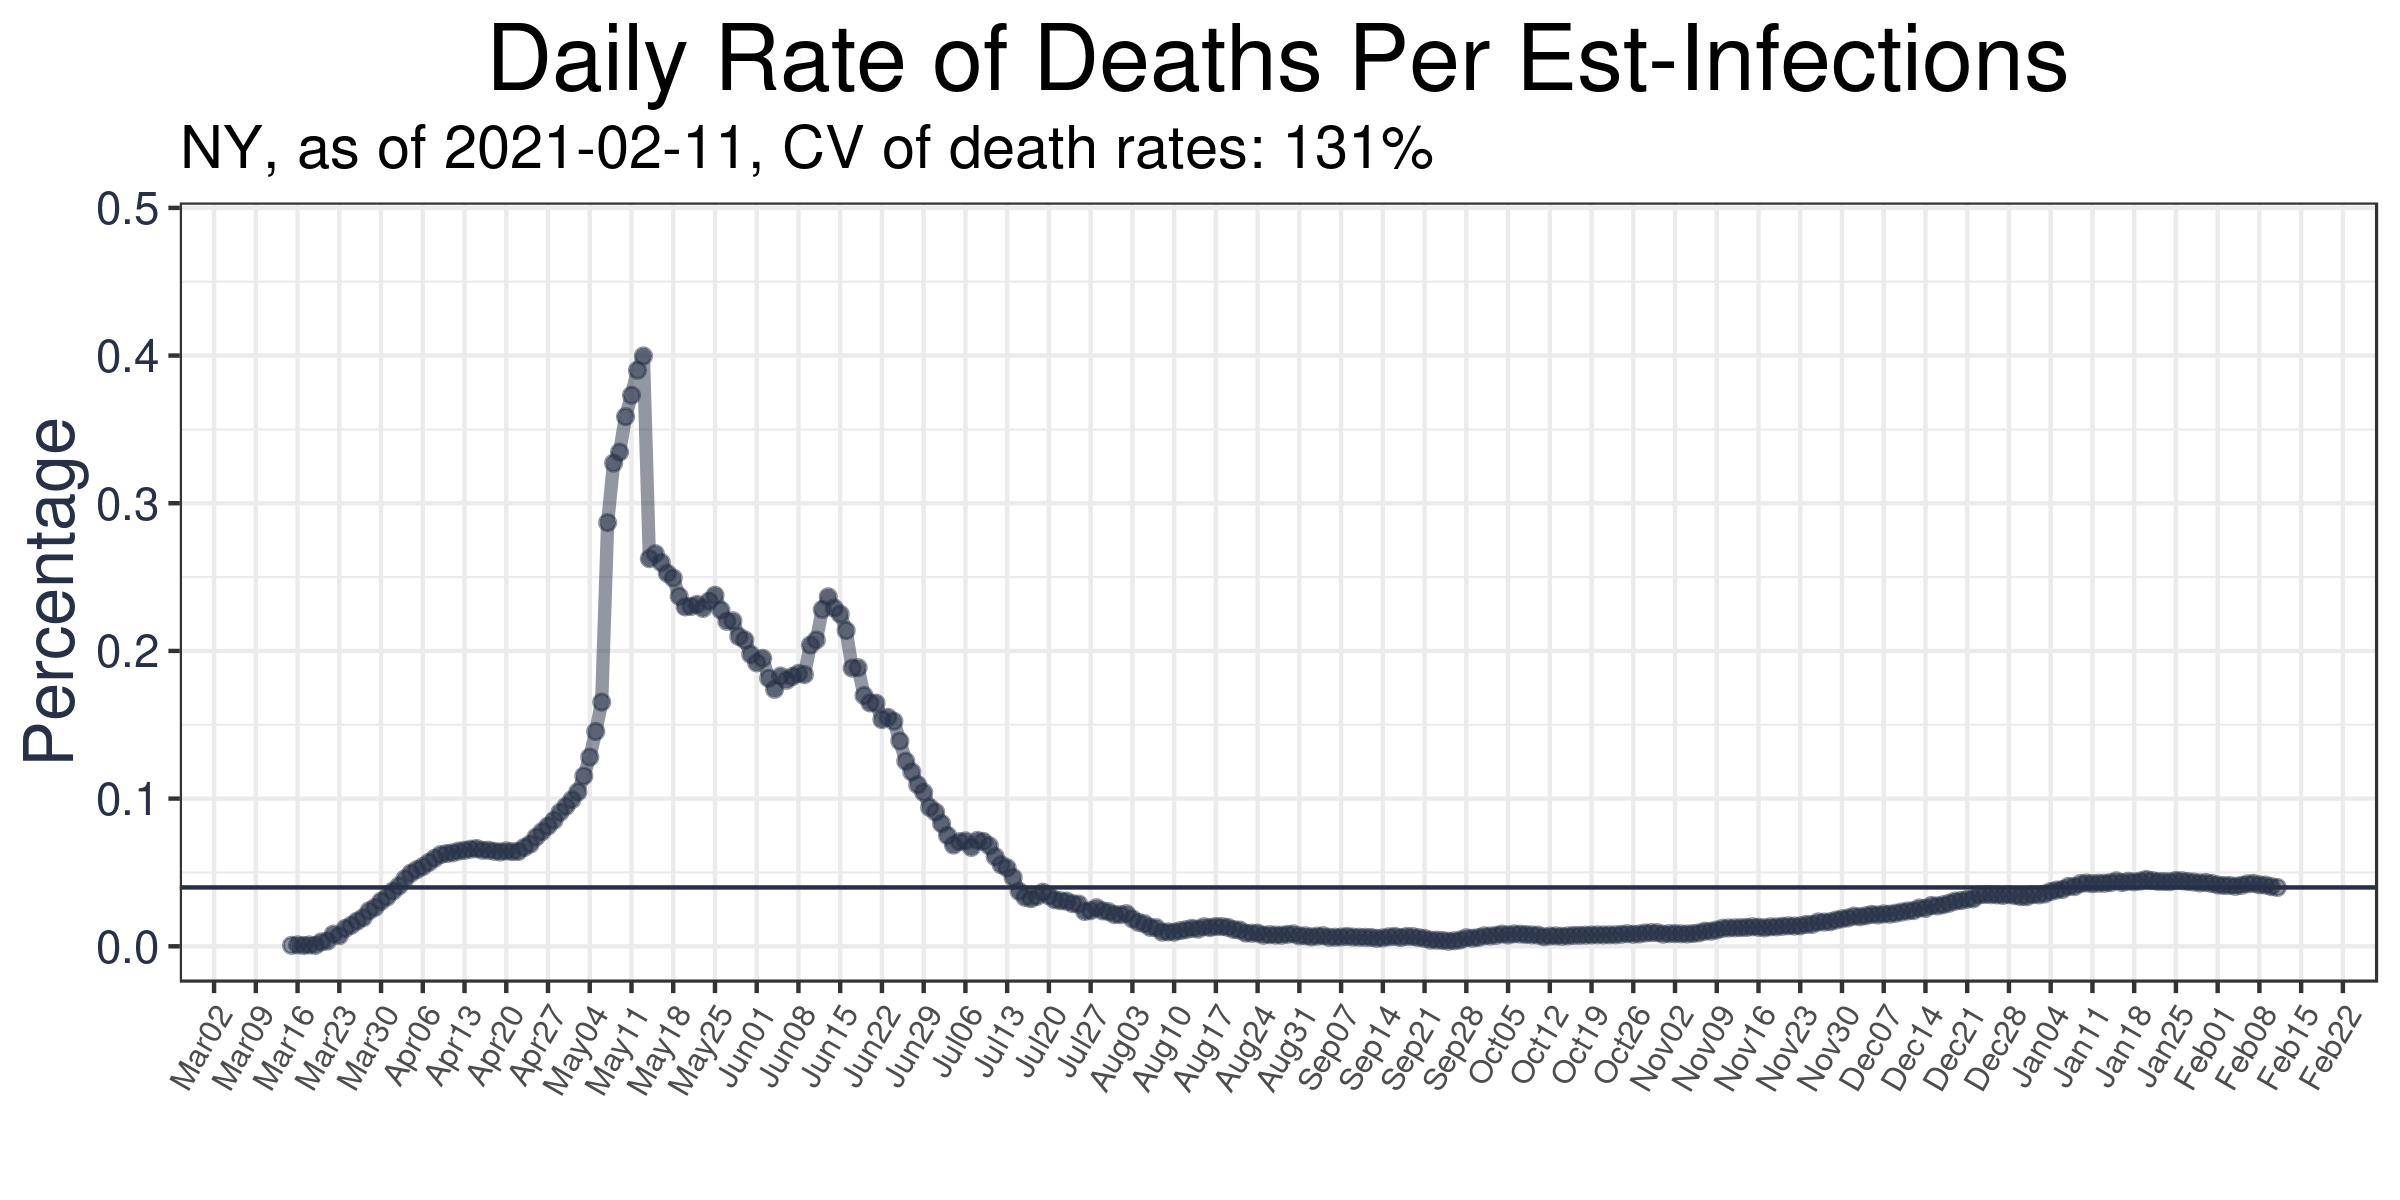 Daily Rate of Deaths Per Est-Infections
NY, as of 2021-02-11, CV of death rates: 131%
Percentage
0.5
0.4
0.3
0.2
0.1
0.0
Mar02
Mar09
Mar16
Mar23
Mar30
Apr06
Apr13
Apr20
Apr27
May04
May11
May18
May25
Jun01
Jun08
Jun15
Jun22
Jun29
Jul06
Jul13
Jul20
Jul27
Aug03
Aug10
Aug17
Aug24
Aug31
Sep07
Sep14
Sep21
Sep28
Oct05
Oct12
Oct19
Oct26
Nov02
Nov09
Nov16
Nov23
Nov30
Dec07
Dec14
Dec21
Dec28
Jan04
Jan11
Jan18
Jan25
Feb01
Feb08
Feb15
Feb22